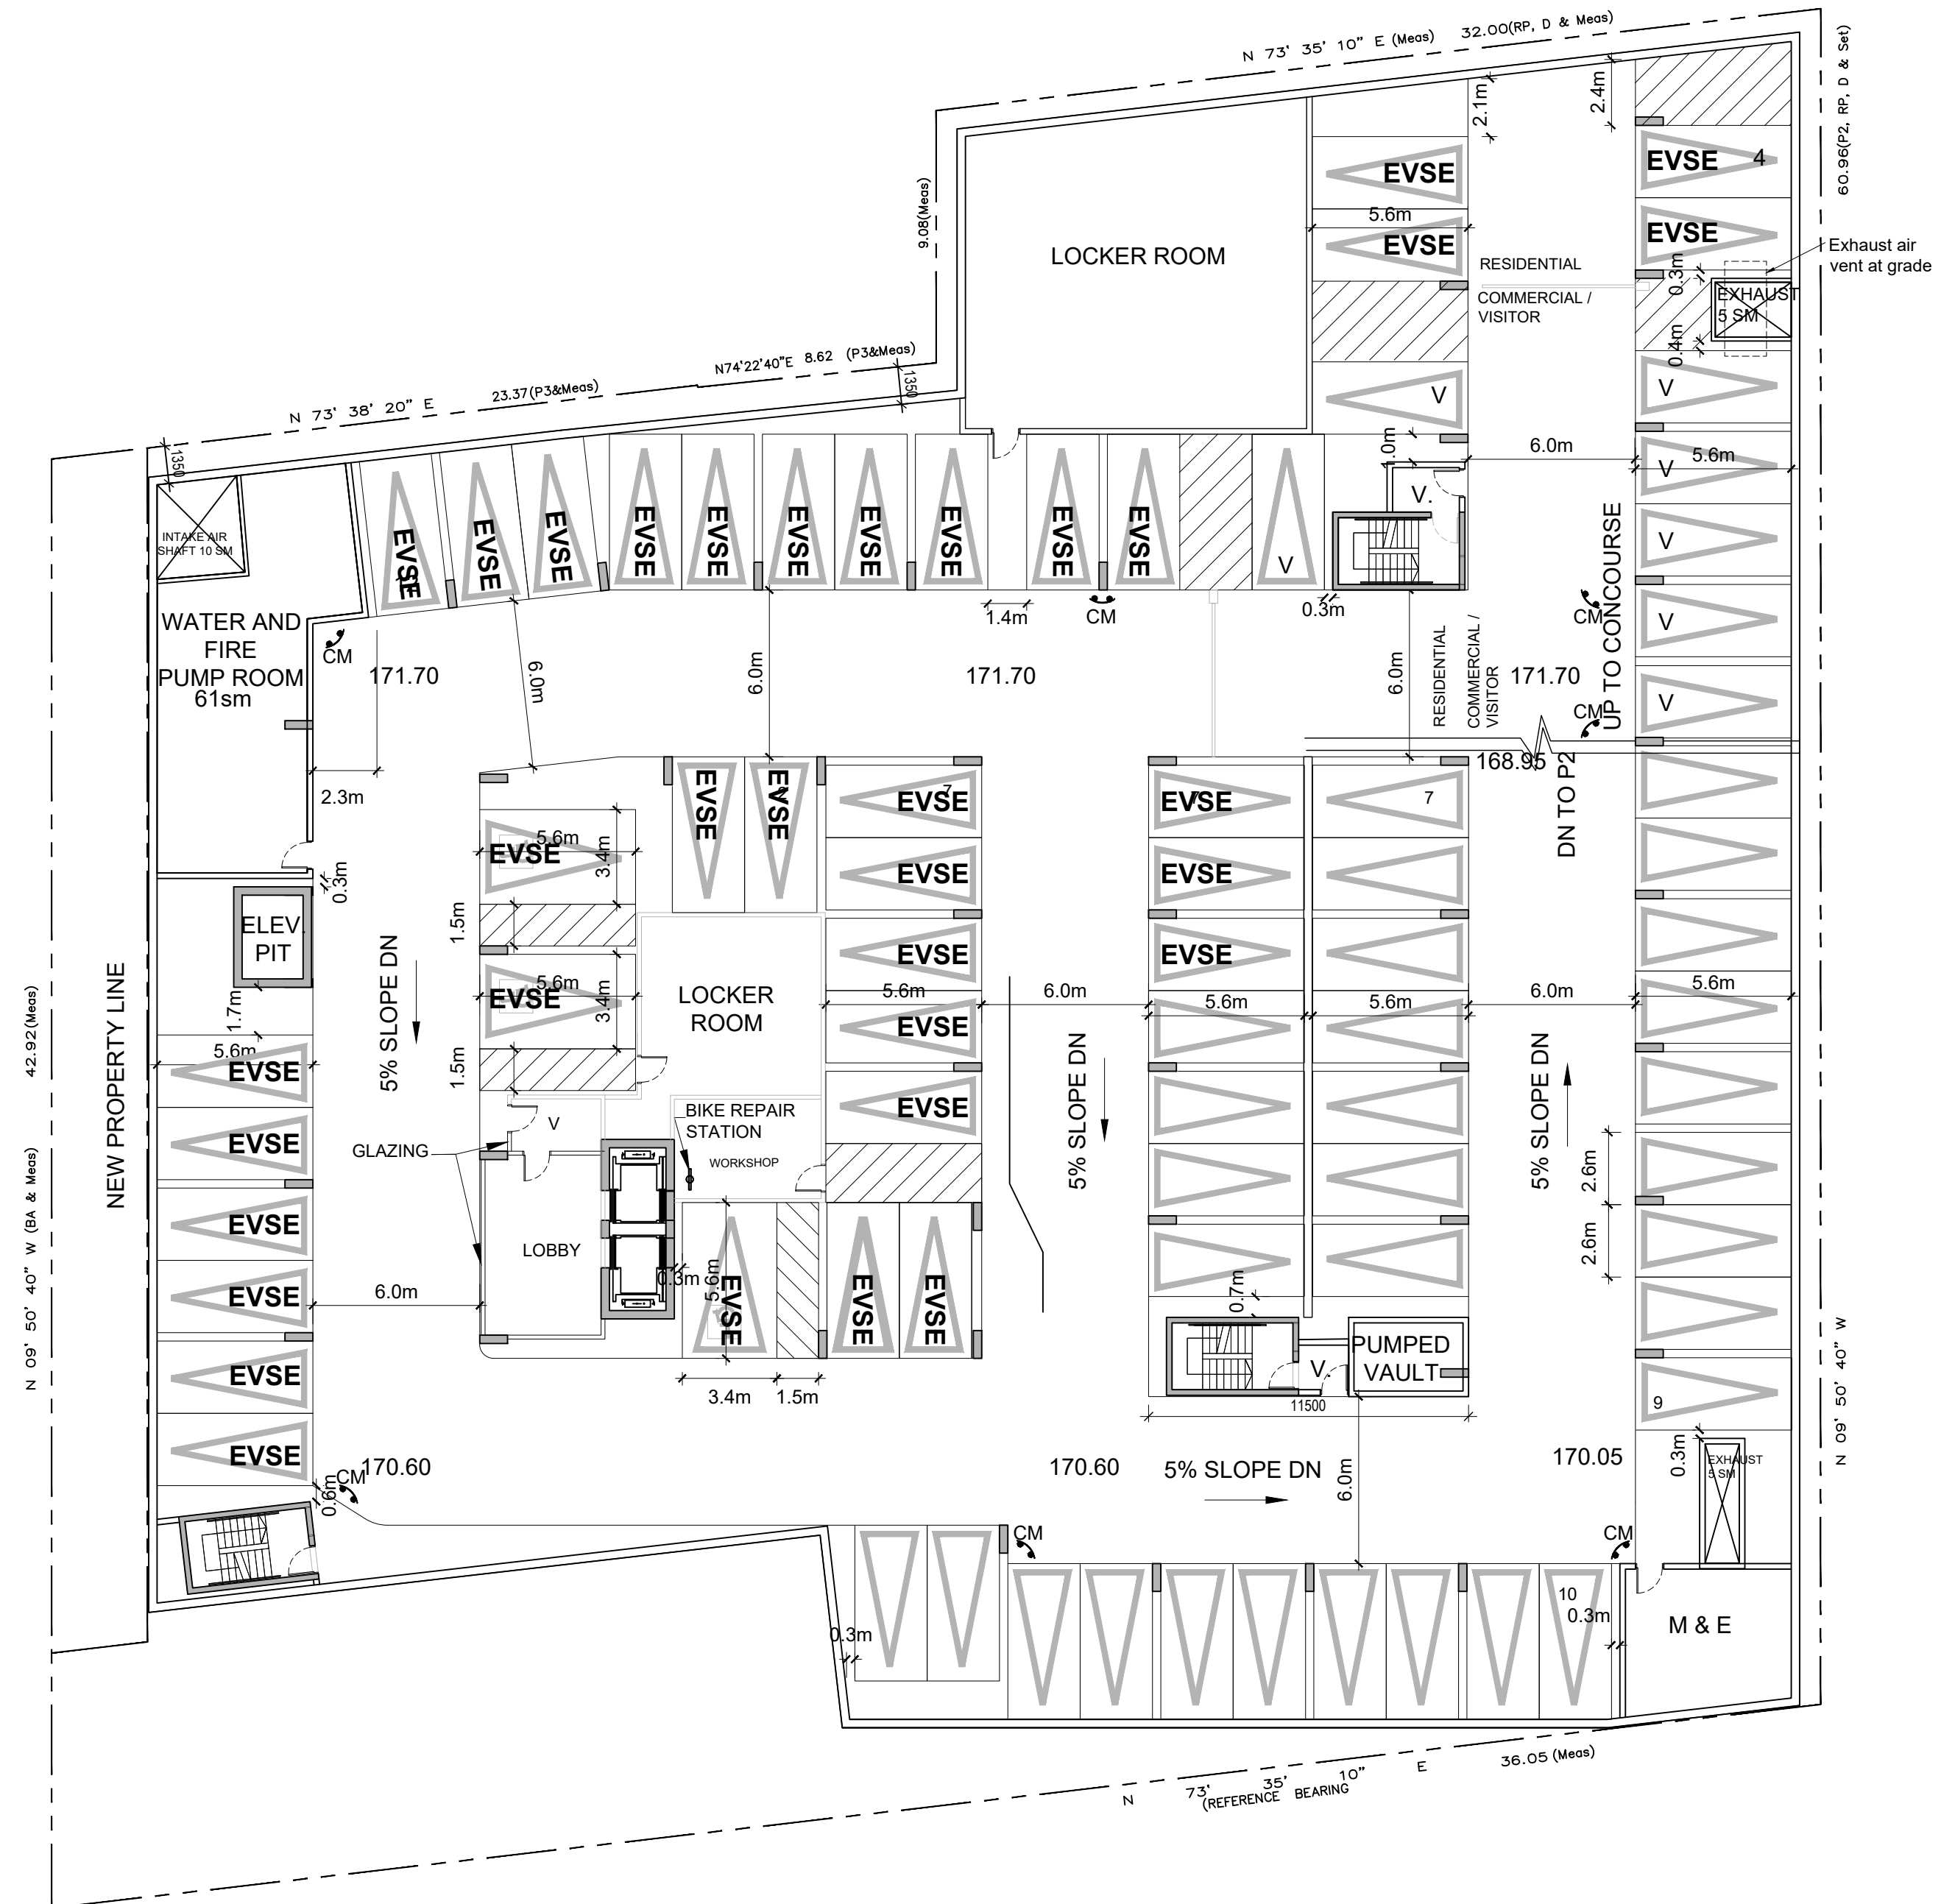 N 73' 35' 10" E (Meas) 32.00(RP, D & Meas)
60.96(P2, RP, D & Set)
2.1m
2.4m
EVSE
EVSE 4
9.08(Meas)
EVSE
5.6m
EVSE
LOCKER ROOM
RESIDENTIAL
COMMERCIAL /
VISITOR
0.3m
Exhaust air
vent at grade
EXHAUST
5 SM
0.4m
N74'22'40"E 8.62 (P3&Meas)
1350
N 73' 38' 20" E 23.37(P3&Meas)
1350
V
V
6.0m
V
5.6m
V.
INTAKE AIR
SHAFT 10 SM
EVSE
EVSE
EVSE
EVSE
EVSE
EVSE
EVSE
EVSE
EVSE
EVSE
V
V
UP TO CONCOURSE
WATER AND
FIRE
PUMP ROOM
61sm
CM
1.4m
CM
0.3m
CM
V
171.70
6.0m
6.0m
171.70
6.0m
RESIDENTIAL
COMMERCIAL /
VISITOR
171.70
CM
V
168.95
DN TO P2
2.3m
EVSE
EVSE
EVSE
7
EVSE
7
5.6m
EVSE
3.4m
EVSE
EVSE
0.3m
ELEV.
PIT
1.5m
EVSE
EVSE
5% SLOPE DN
5.6m
EVSE
3.4m
LOCKER
ROOM
5.6m
6.0m
5.6m
5.6m
6.0m
5.6m
EVSE
NEW PROPERTY LINE
42.92(Meas)
N 09' 50' 40" W (BA & Meas)
1.7m
5.6m
EVSE
1.5m
5% SLOPE DN
5% SLOPE DN
EVSE
V
BIKE REPAIR
STATION
WORKSHOP
GLAZING
EVSE
2.6m
EVSE
LOBBY
2.6m
EVSE
6.0m
0.3m
5.6m
EVSE
EVSE
EVSE
0.7m
PUMPED
VAULT
V.
EVSE
3.4m
1.5m
11500
9
N 09' 50' 40" W
EVSE
CM
170.60
0.6m
170.60
5% SLOPE DN
6.0m
170.05
0.3m
EXHAUST
5 SM
CM
CM
10
0.3m
0.3m
M & E
N 73' 35' 10" E 36.05 (Meas)
(REFERENCE BEARING